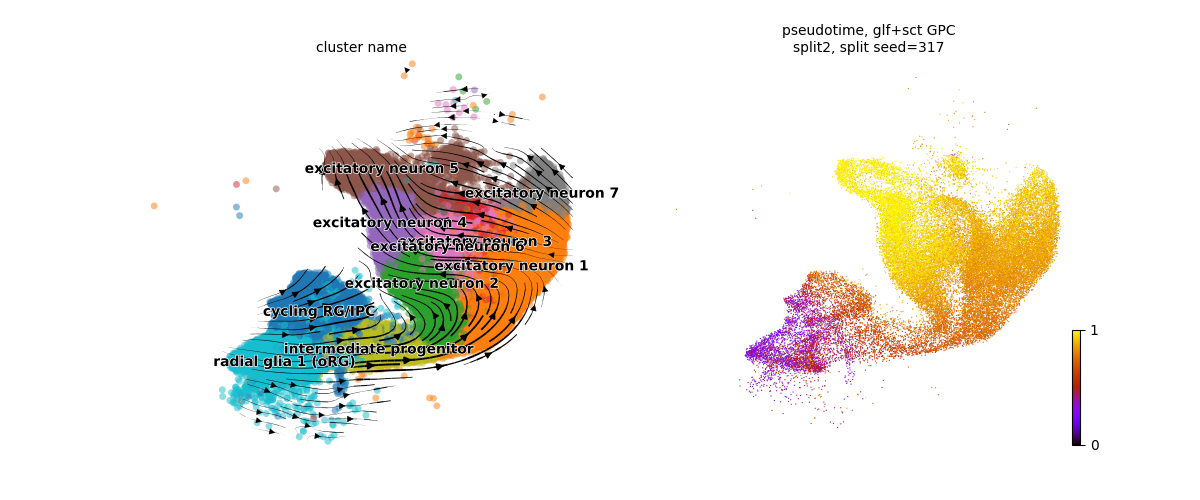 cluster name
pseudotime, glf+sct GPC
split2, split seed=317
excitatory neuron 5
excitatory neuron 7
excitatory neuron 4
excitatory neuron 3
excitatory neuron 6
excitatory neuron 1
excitatory neuron 2
cycling RG/IPC
intermediate progenitor
radial glia 1 (oRG)
1
0